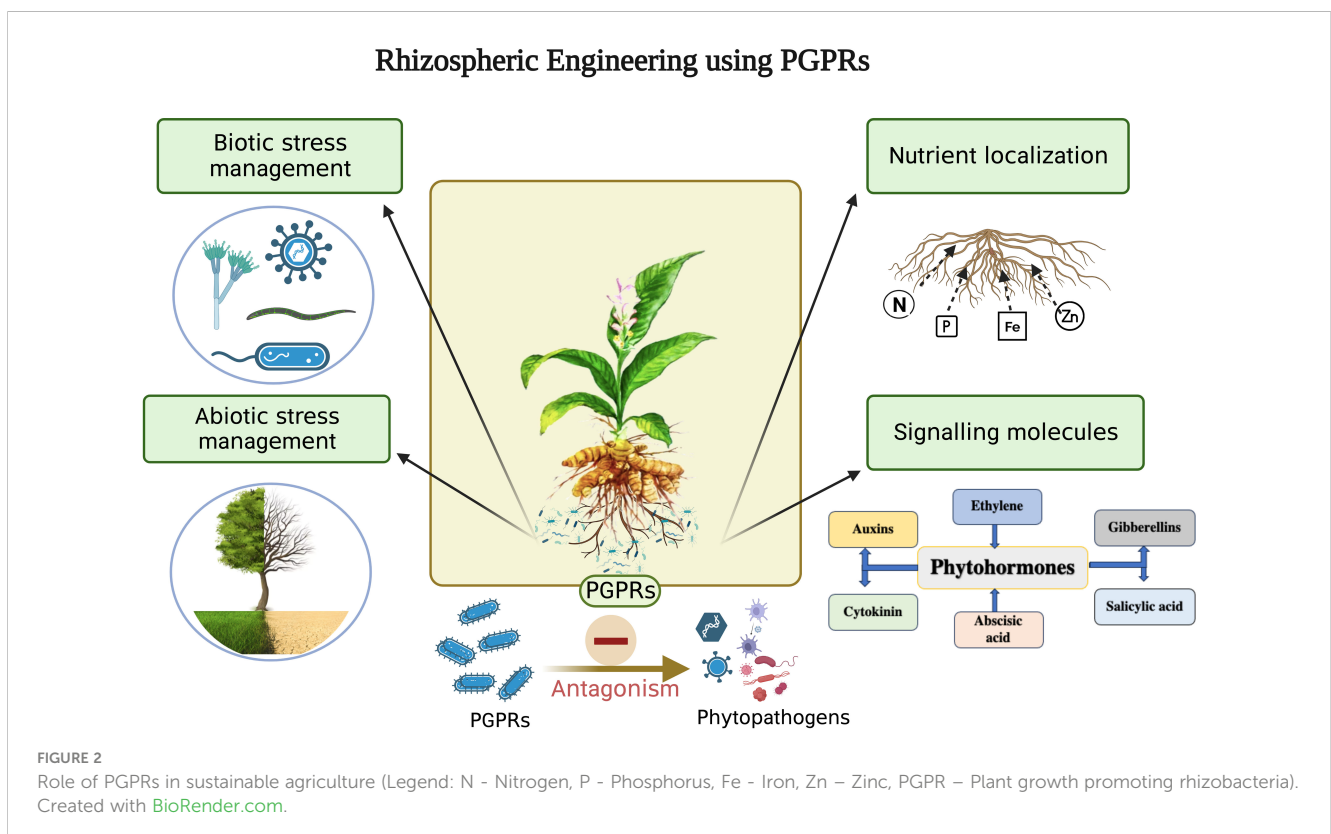 Rhizospheric Engineering using PGPRs
Biotic stress
management
Abiotic stress
management
Nutrient localization
N
P
Fe
Zn
Signalling molecules
Ethylene
Auxins
Gibberellins
Phytohormones
Cytokinin
Abscisic
acid
Salicylic acid
PGPRs
Antagonism
PGPRs
Phytopathogens
FIGURE 2
Role of PGPRs in sustainable agriculture (Legend: N - Nitrogen, P - Phosphorus, Fe - Iron, Zn – Zinc, PGPR – Plant growth promoting rhizobacteria).
Created with BioRender.com.